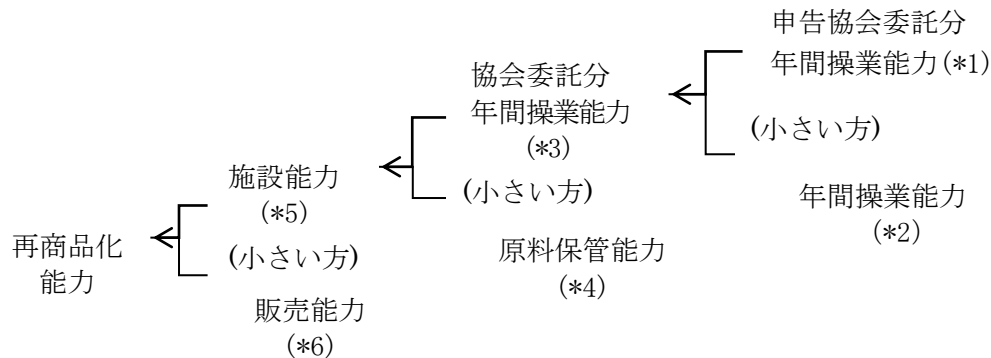 申告協会委託分
年間操業能力(*1)
(小さい方)
年間操業能力
(*2)
協会委託分
年間操業能力
(*3)
(小さい方)
原料保管能力
(*4)
施設能力
(*5)
(小さい方)
販売能力
(*6)
再商品化
能力